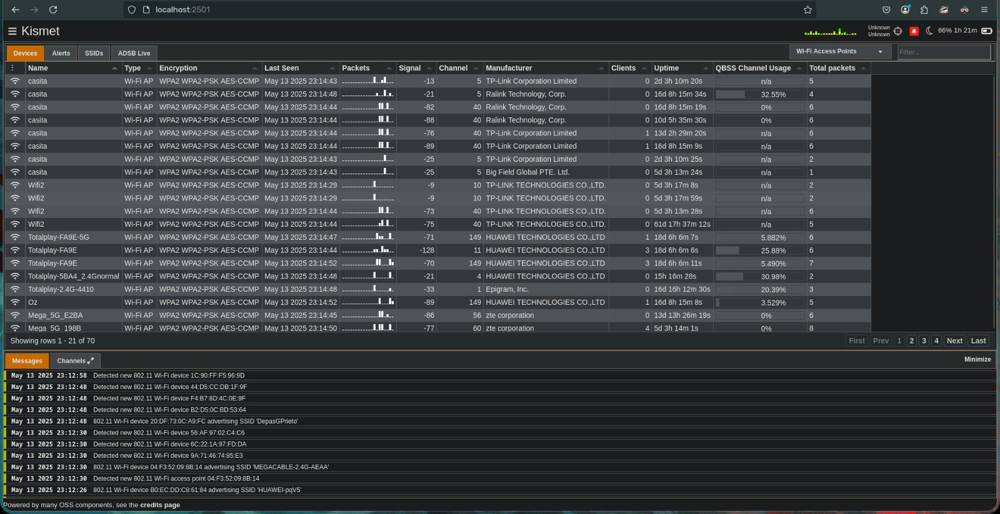 localhost:2501
Kismet
Unknown
Unknown
66% 1h 21m
Devices Alerts SSIDs ADSB Live
Wi-Fi Access Points Filter...
Name Type Encryption Last Seen Packets Signal Channel Manufacturer Clients Uptime QBSS Channel Usage Total packets
casita Wi-Fi AP WPA2 WPA2-PSK AES-CCMP May 13 2025 23:14:43 -13 5 TP-Link Corporation Limited 0 2d 3h 10m 20s n/a 5
casita Wi-Fi AP WPA2 WPA2-PSK AES-CCMP May 13 2025 23:14:48 -21 5 Ralink Technology, Corp. 0 16d 8h 15m 34s 32.55% 4
casita Wi-Fi AP WPA2 WPA2-PSK AES-CCMP May 13 2025 23:14:44 -82 40 Ralink Technology, Corp. 0 16d 8h 15m 19s 0% 6
casita Wi-Fi AP WPA2 WPA2-PSK AES-CCMP May 13 2025 23:14:44 -88 40 Ralink Technology, Corp. 0 10d 5h 35m 30s 0% 6
casita Wi-Fi AP WPA2 WPA2-PSK AES-CCMP May 13 2025 23:14:44 -76 40 TP-Link Corporation Limited 1 13d 2h 29m 20s n/a 6
casita Wi-Fi AP WPA2 WPA2-PSK AES-CCMP May 13 2025 23:14:44 -89 40 TP-Link Corporation Limited 1 16d 8h 15m 9s n/a 6
casita Wi-Fi AP WPA2 WPA2-PSK AES-CCMP May 13 2025 23:14:43 -25 5 TP-Link Corporation Limited 0 2d 3h 10m 25s n/a 2
casita Wi-Fi AP WPA2 WPA2-PSK AES-CCMP May 13 2025 23:14:43 -25 5 Big Field Global PTE. Ltd. 0 5d 3h 13m 24s n/a 1
Wifi2 Wi-Fi AP WPA2 WPA2-PSK AES-CCMP May 13 2025 23:14:29 -9 10 TP-LINK TECHNOLOGIES CO.,LTD. 0 5d 3h 17m 8s n/a 2
Wifi2 Wi-Fi AP WPA2 WPA2-PSK AES-CCMP May 13 2025 23:14:29 -9 10 TP-LINK TECHNOLOGIES CO.,LTD. 0 5d 3h 17m 59s n/a 2
Wifi2 Wi-Fi AP WPA2 WPA2-PSK AES-CCMP May 13 2025 23:14:44 -73 40 TP-LINK TECHNOLOGIES CO.,LTD. 0 5d 3h 13m 28s n/a 6
Wifi2 Wi-Fi AP WPA2 WPA2-PSK AES-CCMP May 13 2025 23:14:44 -75 40 TP-LINK TECHNOLOGIES CO.,LTD. 0 61d 17h 37m 12s n/a 5
Totalplay-FA9E-5G Wi-Fi AP WPA2 WPA2-PSK AES-CCMP May 13 2025 23:14:47 -71 149 HUAWEI TECHNOLOGIES CO.,LTD 1 18d 6h 6m 7s 5.882% 6
Totalplay-FA9E Wi-Fi AP WPA2 WPA2-PSK AES-CCMP May 13 2025 23:14:44 -128 11 HUAWEI TECHNOLOGIES CO.,LTD 3 18d 6h 6m 6s 25.88% 6
Totalplay-FA9E Wi-Fi AP WPA2 WPA2-PSK AES-CCMP May 13 2025 23:14:52 -70 149 HUAWEI TECHNOLOGIES CO.,LTD 3 18d 6h 6m 11s 5.490% 7
Totalplay-5BA4_2.4Gnormal Wi-Fi AP WPA2 WPA2-PSK AES-CCMP May 13 2025 23:14:48 -21 4 HUAWEI TECHNOLOGIES CO.,LTD 0 15h 16m 28s 30.98% 2
Totalplay-2.4G-4410 Wi-Fi AP WPA2 WPA2-PSK AES-CCMP May 13 2025 23:14:48 -33 1 Epigram, Inc. 0 16d 16h 12m 30s 20.39% 3
Oz Wi-Fi AP WPA2 WPA2-PSK AES-CCMP May 13 2025 23:14:52 -89 149 HUAWEI TECHNOLOGIES CO.,LTD 1 16d 8h 15m 8s 3.529% 5
Mega_5G_E2BA Wi-Fi AP WPA2 WPA2-PSK AES-CCMP May 13 2025 23:14:45 -86 56 zte corporation 0 13d 13h 26m 19s 0% 6
Mega_5G_198B Wi-Fi AP WPA2 WPA2-PSK AES-CCMP May 13 2025 23:14:50 -77 60 zte corporation 4 5d 3h 14m 1s 0% 8
Showing rows 1 - 21 of 70 First Prev 1 2 3 4 Next Last
Messages Channels Minimize
May 13 2025 23:12:58 Detected new 802.11 Wi-Fi device 1C:90:FF:F5:96:9D
May 13 2025 23:12:48 Detected new 802.11 Wi-Fi device 44:D5:CC:DB:1F:9F
May 13 2025 23:12:48 Detected new 802.11 Wi-Fi device F4:B7:8D:4C:0E:9F
May 13 2025 23:12:48 Detected new 802.11 Wi-Fi device B2:D5:0C:BD:53:64
May 13 2025 23:12:48 802.11 Wi-Fi device 20:DF:73:0C:A9:FC advertising SSID 'DepasGPrieto'
May 13 2025 23:12:30 Detected new 802.11 Wi-Fi device 56:AF:97:02:C4:C6
May 13 2025 23:12:30 Detected new 802.11 Wi-Fi device 6C:22:1A:97:FD:DA
May 13 2025 23:12:30 Detected new 802.11 Wi-Fi device 9A:71:46:74:85:E3
May 13 2025 23:12:30 802.11 Wi-Fi device 04:F3:52:09:8B:14 advertising SSID 'MEGACABLE-2.4G-AEAA'
May 13 2025 23:12:30 Detected new 802.11 Wi-Fi access point 04:F3:52:09:8B:14
May 13 2025 23:12:26 802.11 Wi-Fi device B0:EC:DD:C8:61:84 advertising SSID 'HUAWEI-pqV5'
Powered by many OSS components, see the credits page